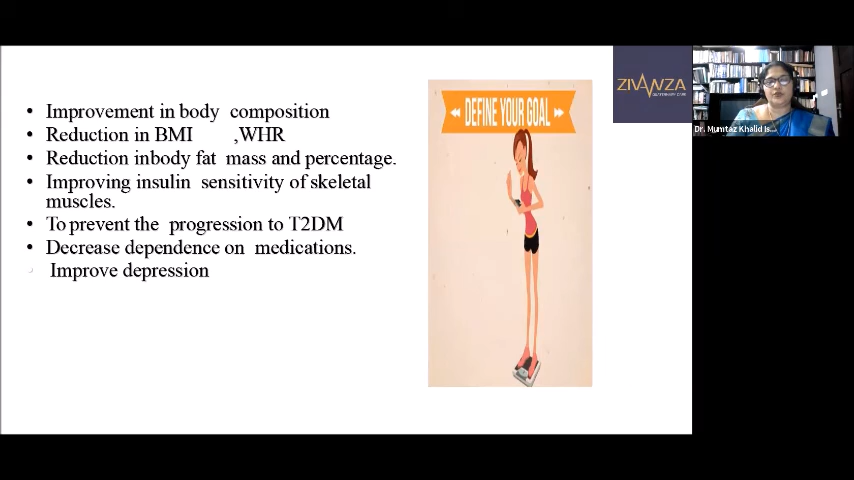 • Improvement in body composition
• Reduction in BMI ,WHR
• Reduction inbody fat mass and percentage.
• Improving insulin sensitivity of skeletal
muscles.
• To prevent the progression to T2DM
• Decrease dependence on medications.
Improve depression
DEFINE YOUR GOAL
ZIVANZA
Dr. Mumtaz Khalid Is...